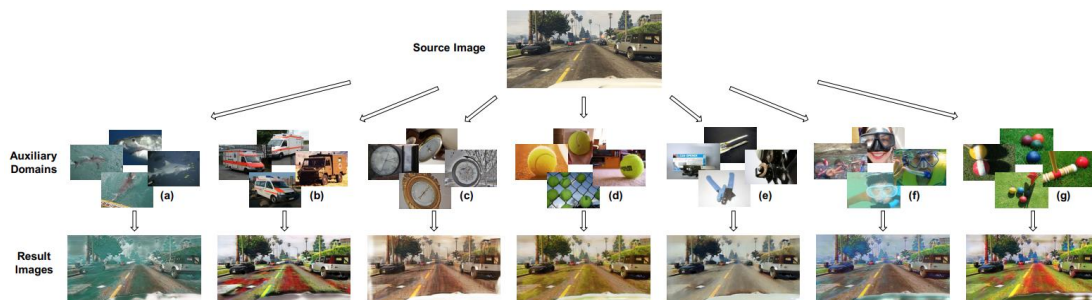 Source Image
Auxiliary
Domains
(a)
(b)
(c)
(d)
(e)
(f)
(g)
Result
Images